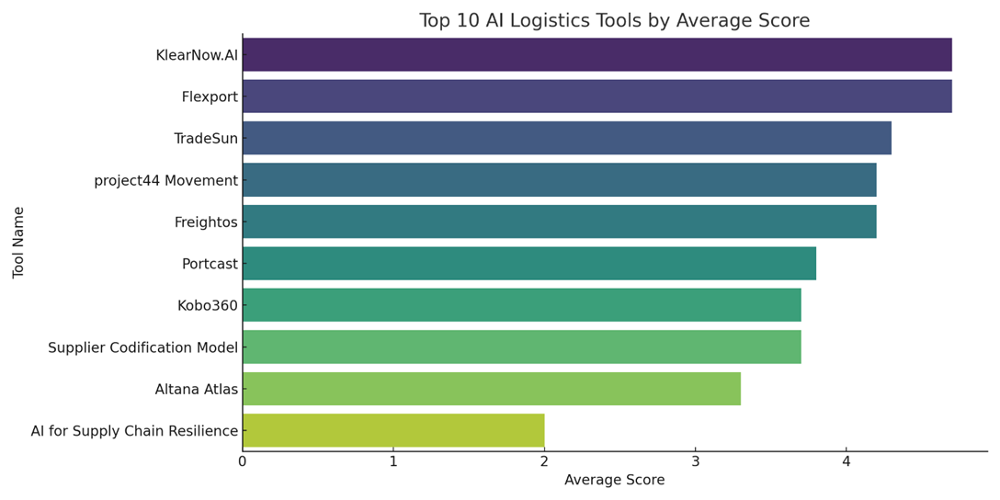 Top 10 AI Logistics Tools by Average Score
Tool Name
KlearNow.AI
Flexport
TradeSun
project44 Movement
Freightos
Portcast
Kobo360
Supplier Codification Model
Altana Atlas
AI for Supply Chain Resilience
0 1 2 3 4
Average Score